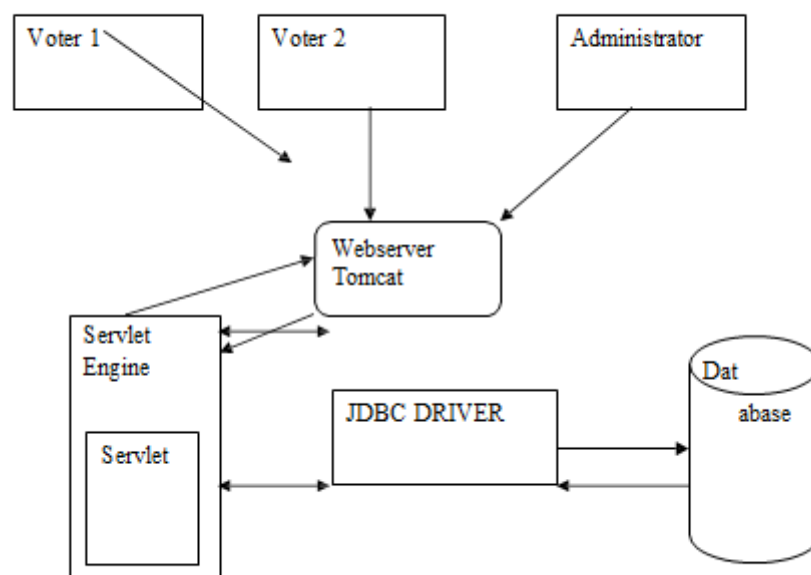 Voter 1
Voter 2
Administrator
Webserver
Tomcat
Servlet
Engine
Dat
abase
JDBC DRIVER
Servlet